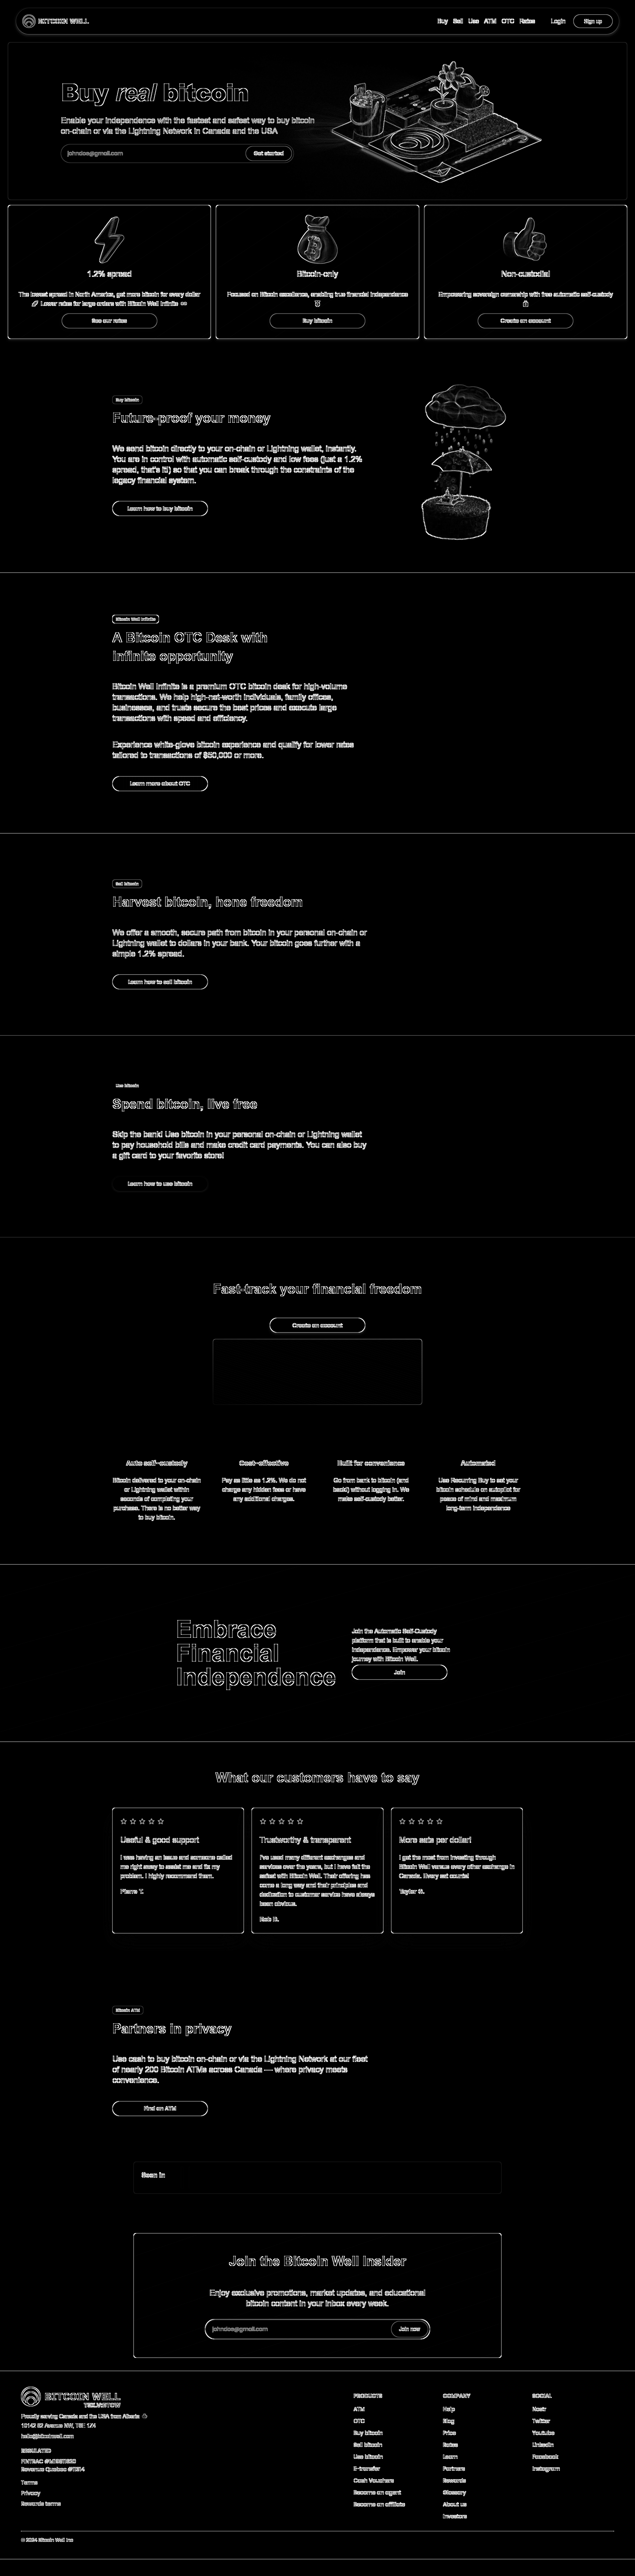 BITCOIN WELL
Buy Sell Use ATM OTC Rates Login Sign up
Buy real bitcoin
Enable your independence with the fastest and safest way to buy bitcoin
on-chain or via the Lightning Network in Canada and the USA
johndoe@gmail.com Get started
1.2% spread
The lowest spread in North America, get more bitcoin for every dollar
Lower rates for large orders with Bitcoin Well Infinite
See our rates
Bitcoin-only
Focused on Bitcoin excellence, enabling true financial independence
Buy bitcoin
Non-custodial
Empowering sovereign ownership with free automatic self-custody
Create an account
Buy bitcoin
Future-proof your money
We send bitcoin directly to your on-chain or Lightning wallet, instantly.
You are in control with automatic self-custody and low fees (just a 1.2%
spread, that's it!) so that you can break through the constraints of the
legacy financial system.
Learn how to buy bitcoin
Bitcoin Well Infinite
A Bitcoin OTC Desk with
infinite opportunity
Bitcoin Well Infinite is a premium OTC bitcoin desk for high-volume
transactions. We help high-net-worth individuals, family offices,
businesses, and trusts secure the best prices and execute large
transactions with speed and efficiency.
Experience white-glove bitcoin experience and qualify for lower rates
tailored to transactions of $50,000 or more.
Learn more about OTC
Sell bitcoin
Harvest bitcoin, hone freedom
We offer a smooth, secure path from bitcoin in your personal on-chain or
Lightning wallet to dollars in your bank. Your bitcoin goes further with a
simple 1.2% spread.
Learn how to sell bitcoin
Use bitcoin
Spend bitcoin, live free
Skip the bank! Use bitcoin in your personal on-chain or Lightning wallet
to pay household bills and make credit card payments. You can also buy
a gift card to your favorite store!
Learn how to use bitcoin
Fast-track your financial freedom
Create an account
Auto self-custody
Bitcoin delivered to your on-chain
or Lightning wallet within
seconds of completing your
purchase. There is no better way
to buy bitcoin.
Cost-effective
Pay as little as 1.2%. We do not
charge any hidden fees or have
any additional charges.
Built for convenience
Go from bank to bitcoin (and
back!) without logging in. We
make self-custody better.
Automated
Use Recurring Buy to set your
bitcoin schedule on autopilot for
peace of mind and maximum
long-term independence
Embrace
Financial
Independence
Join the Automatic Self-Custody
platform that is built to enable your
independence. Empower your bitcoin
journey with Bitcoin Well.
Join
What our customers have to say
Useful & good support
I was having an issue and someone called
me right away to assist me and fix my
problem. I highly recommend them.
Pierre Y.
Trustworthy & transparent
I've used many different exchanges and
services over the years, but I have felt the
safest with Bitcoin Well. Their offering has
come a long way and their principles and
dedication to customer service have always
been obvious.
Rob B.
More sats per dollar!
I got the most from investing through
Bitcoin Well versus every other exchange in
Canada. Every sat counts!
Taylor
Bitcoin ATM
Partners in privacy
Use cash to buy bitcoin on-chain or via the Lightning Network at our fleet
of nearly 200 Bitcoin ATMs across Canada — where privacy meets
convenience.
Find an ATM
Seen in
Join the Bitcoin Well Insider
Enjoy exclusive promotions, market updates, and educational
bitcoin content in your inbox every week.
johndoe@gmail.com Join now
BITCOIN WELL
Proudly serving Canada and the USA from Alberta
10142 82 Avenue NW, T6E 1Z4
hello@bitcoinwell.com
REGULATED
Terms
Privacy
Rewards terms
PRODUCTS
ATM
OTC
Buy bitcoin
Sell bitcoin
Use bitcoin
E-transfer
Cash Vouchers
Become an agent
Become an affiliate
COMPANY
Help
Blog
Price
Rates
Learn
Partners
Rewards
Glossary
About us
Investors
SOCIAL
Nostr
Twitter
Youtube
LinkedIn
Facebook
Instagram
© 2024 Bitcoin Well Inc